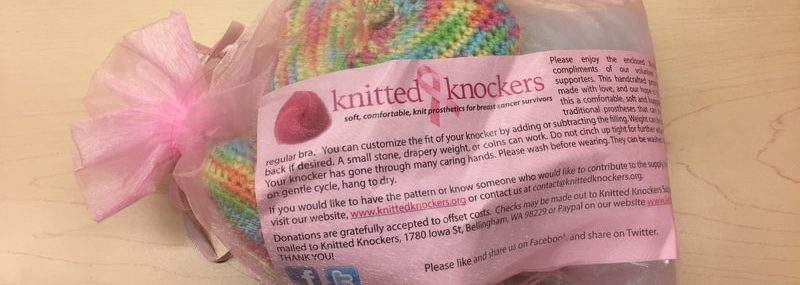 knitted knockers
soft, comfortable, knit prosthetics for breast cancer survivors
Please enjoy the enclosed
compliments of our volunteer
supporters. This handcrafted
made with love, and our hope is
this a comfortable, soft and
traditional prostheses that can
regular bra. You can customize the fit of your knocker by adding or subtracting the filling. Weight can
back if desired. A small stone, drapery weight, or coins can work. Do not cinch up tight for further
Your knocker has gone through many caring hands. Please wash before wearing. They can be washed
on gentle cycle, hang to dry.
If you would like to have the pattern or know someone who would like to contribute to the supply
visit our website, www.knittedknockers.org or contact us at contact@knittedknockers.org.
Donations are gratefully accepted to offset costs. Checks may be made out to Knitted Knockers
mailed to Knitted Knockers, 1780 Iowa St, Bellingham, WA 98229 or Paypal on our website
THANK YOU!
Please like and share us on Facebook and share on Twitter.